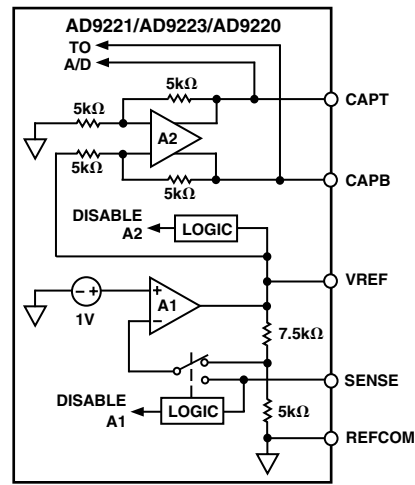 AD9221/AD9223/AD9220
TO
A/D
5kΩ
CAPT
5kΩ
A2
5kΩ
5kΩ
CAPB
DISABLE
A2
LOGIC
VREF
– +
1V
+
A1
–
7.5kΩ
SENSE
DISABLE
A1
LOGIC
5kΩ
REFCOM